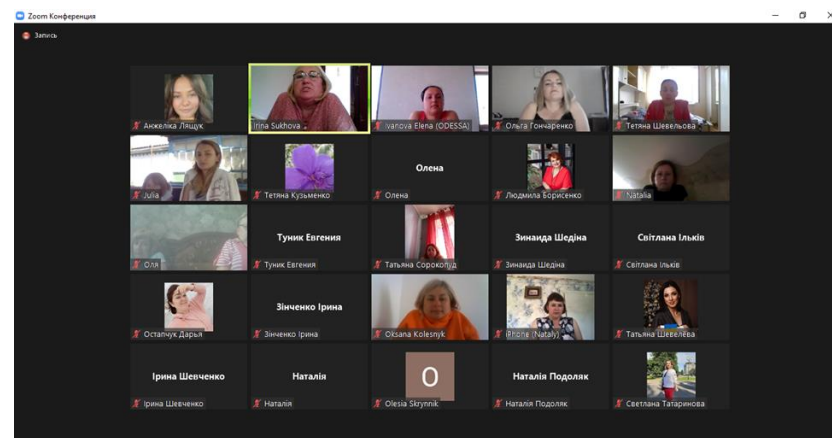 Zoom Конференция
Запись
Анжеліка Лящук
Irina Sukhova
Ivanova Elena (ODESSA)
Ольга Гончаренко
Тетяна Шевельова
Julia
Тетяна Кузьменко
Олена
Олена
Людмила Борисенко
Natalia
Оля
Туник Евгения
Туник Евгения
Татьяна Сорокопуд
Зинаида Шедіна
Зинаида Шедіна
Світлана Ільків
Світлана Ільків
Остапчук Дарья
Зінченко Ірина
Зінченко Ірина
Oksana Kolesnyk
iPhone (Nataly)
Татьяна Шевелёва
Ірина Шевченко
Ірина Шевченко
Наталія
Наталія
O
Olesia Skrynnik
Наталія Подоляк
Наталія Подоляк
Светлана Татаринова